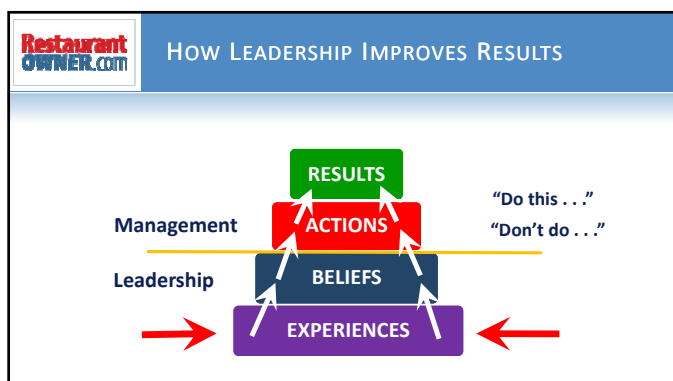 Restaurant
OWNER.com
HOW LEADERSHIP IMPROVES RESULTS
RESULTS
"Do this . . ."
Management
ACTIONS
"Don't do . . ."
Leadership
BELIEFS
EXPERIENCES